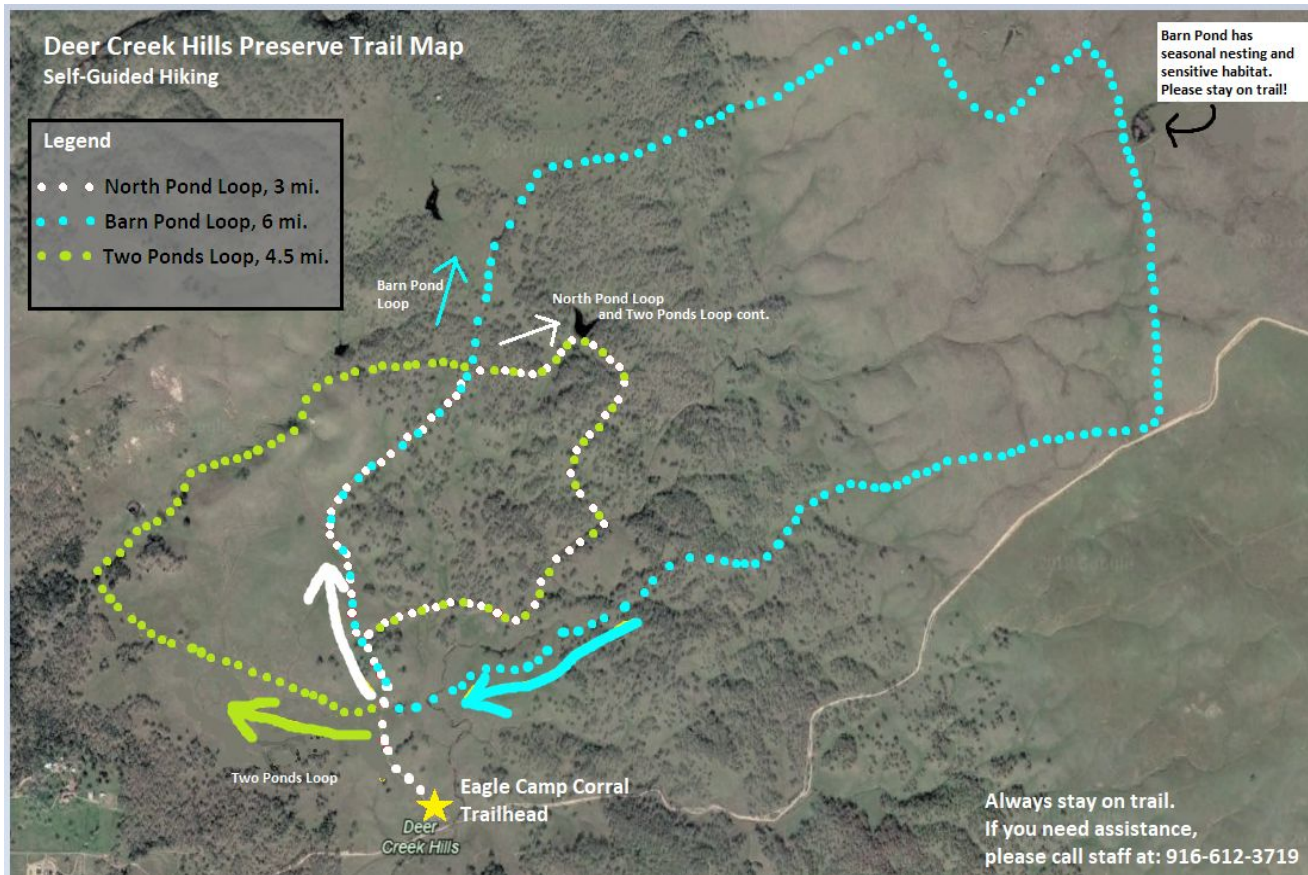 Deer Creek Hills Preserve Trail Map
Self-Guided Hiking
Barn Pond has
seasonal nesting and
sensitive habitat.
Please stay on trail!
Legend
North Pond Loop, 3 mi.
Barn Pond Loop, 6 mi.
Two Ponds Loop, 4.5 mi.
Barn Pond
Loop
North Pond Loop
and Two Ponds Loop cont.
Two Ponds Loop
Eagle Camp Corral
Trailhead
Deer
Creek Hills
Always stay on trail.
If you need assistance,
please call staff at: 916-612-3719